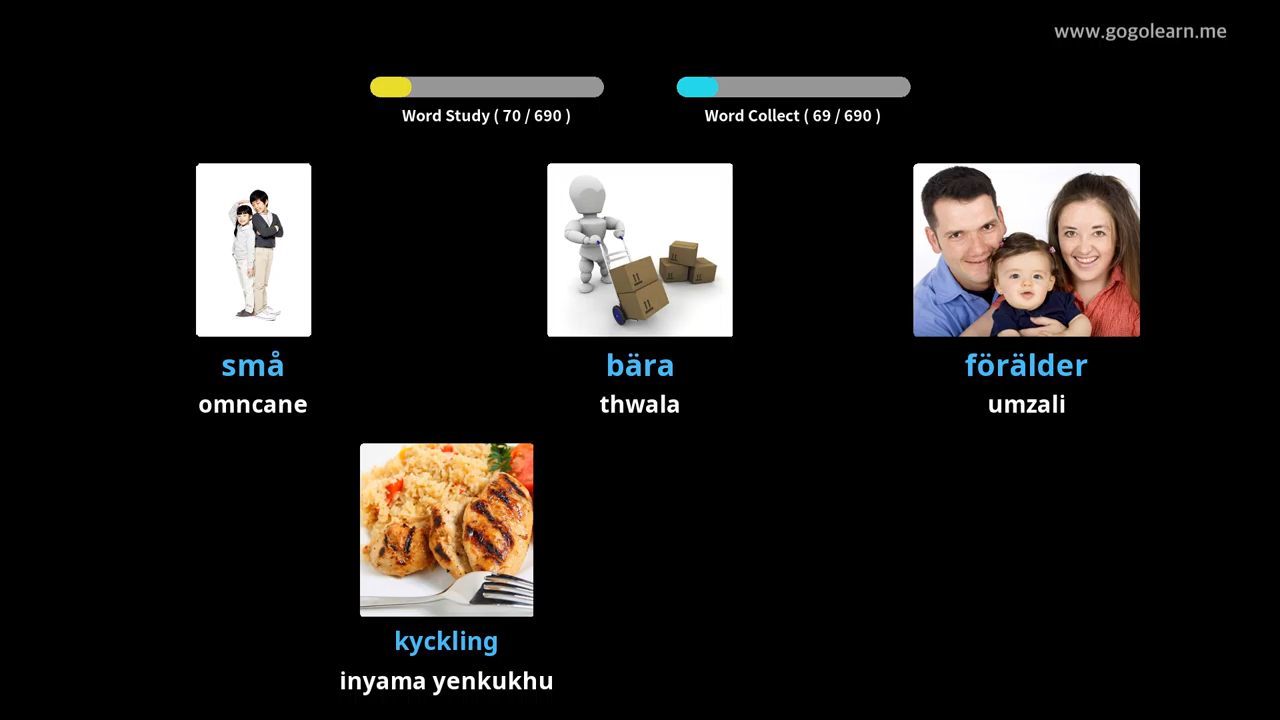 www.gogolearn.me
Word Study ( 70 / 690 )
Word Collect ( 69 / 690 )
små
bära
förälder
omncane
thwala
umzali
kyckling
inyama yenkukhu